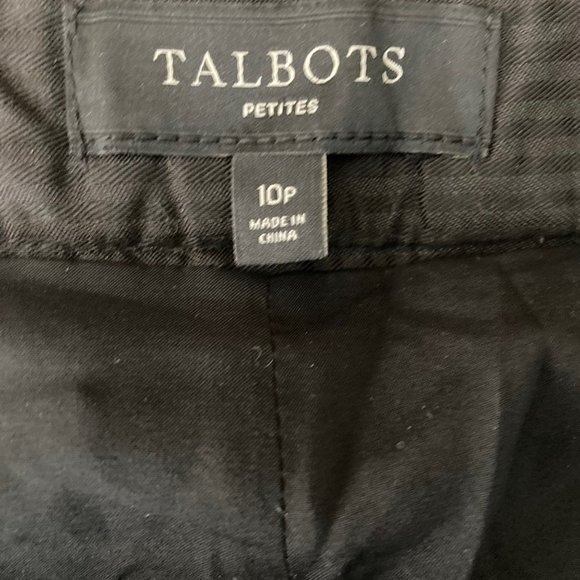 TALBOTS
PETITES
10P
MADE IN
CHINA